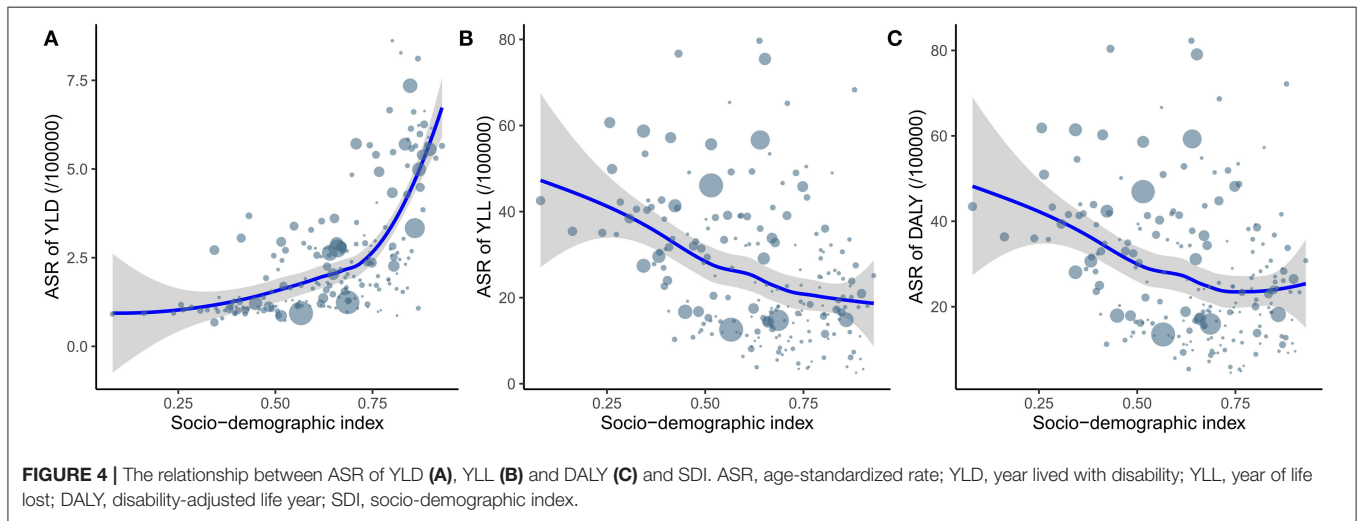 A
B
C
ASR of YLD (/100000)
7.5
5.0
2.5
0.0
0.25
0.50
0.75
Socio−demographic index
ASR of YLL (/100000)
80
60
40
20
0
0.25
0.50
0.75
Socio−demographic index
ASR of DALY (/100000)
80
60
40
20
0.25
0.50
0.75
Socio−demographic index
FIGURE 4 | The relationship between ASR of YLD (A), YLL (B) and DALY (C) and SDI. ASR, age-standardized rate; YLD, year lived with disability; YLL, year of life
lost; DALY, disability-adjusted life year; SDI, socio-demographic index.